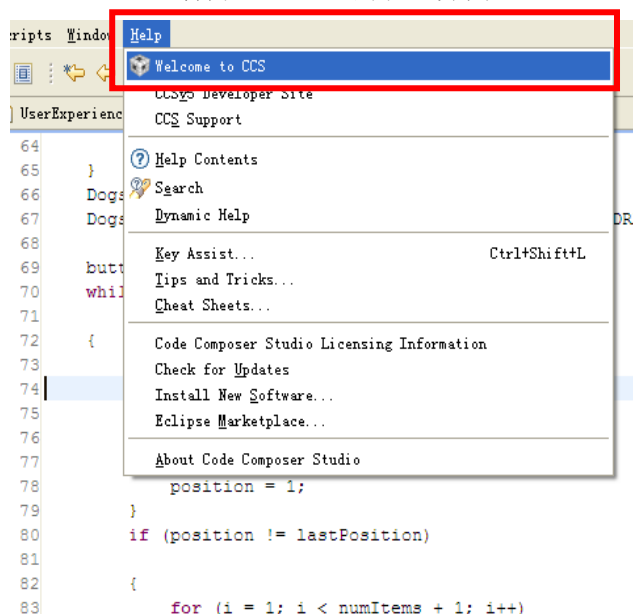 cripts Window Help
Welcome to CCS
CCSv5 Developer Site
UserExperienc
CCS Support
64
Help Contents
65 }
Search
66 Dogs
67 Dogs Dynamic Help DR
68
Key Assist... Ctrl+Shift+L
69 butt
Tips and Tricks...
70 whil
Cheat Sheets...
71
72 { Code Composer Studio Licensing Information
73 Check for Updates
74 Install New Software...
75 Eclipse Marketplace...
76
77 About Code Composer Studio
78 position = 1;
79 }
80 if (position != lastPosition)
81
82 {
83 for (i = 1; i < numItems + 1; i++)